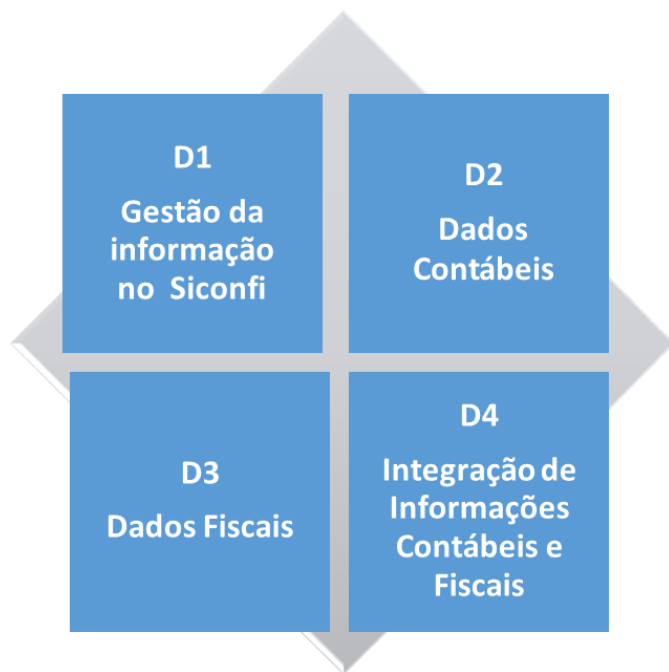 D1
Gestão da
informação
no Siconfi
D2
Dados
Contábeis
D3
Dados Fiscais
D4
Integração de
Informações
Contábeis e
Fiscais